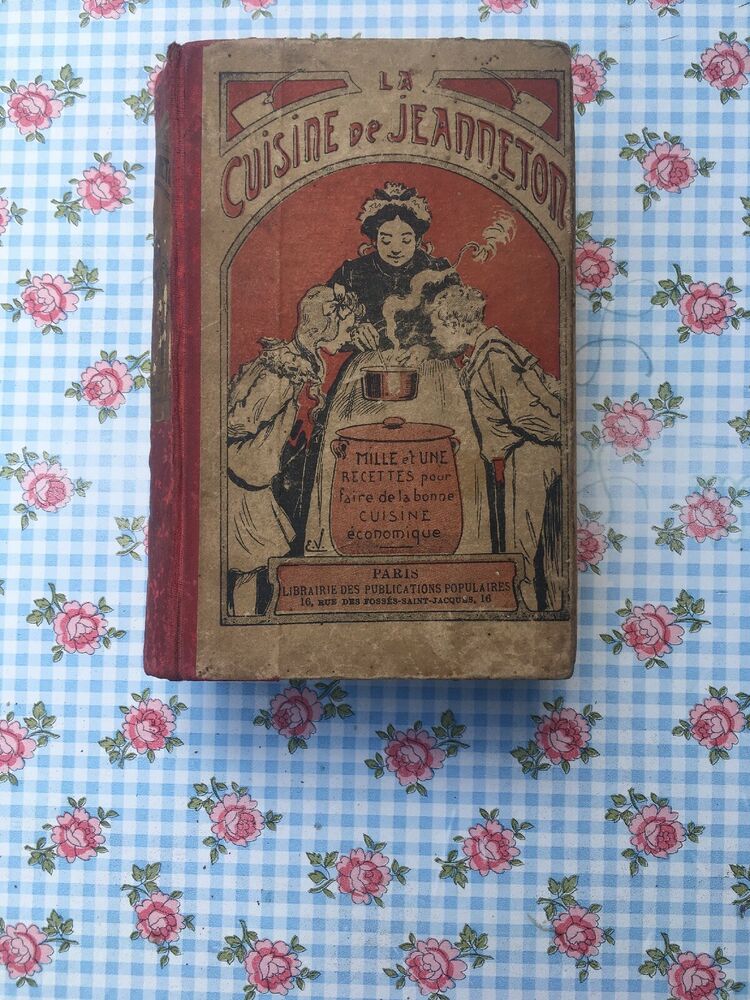 LA
CUISINE DE JEANNETON
MILLE et UNE
RECETTES pour
faire de la bonne
CUISINE
économique
E.V.
PARIS
LIBRAIRIE DES PUBLICATIONS POPULAIRES
16, RUE DES FOSSÉS-SAINT-JACQUES, 16